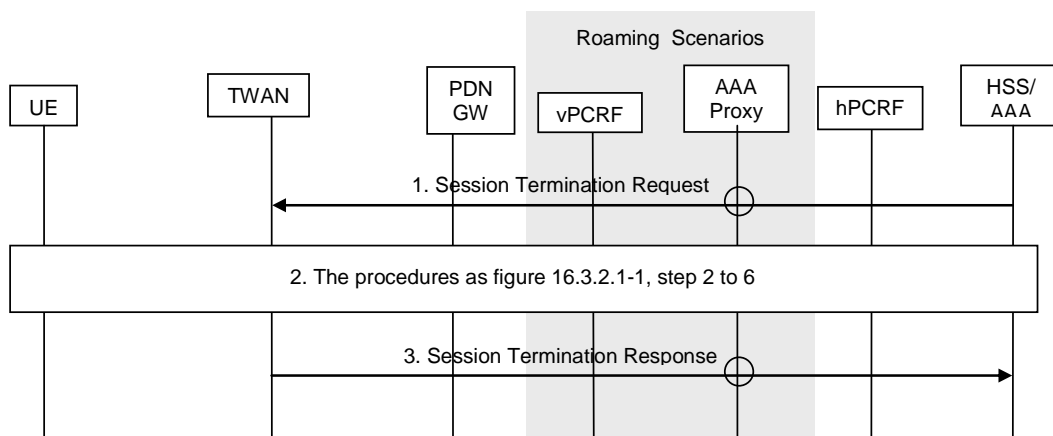 Roaming Scenarios
UE
TWAN
PDN
GW
vPCRF
AAA
Proxy
hPCRF
HSS/
AAA
1. Session Termination Request
2. The procedures as figure 16.3.2.1-1, step 2 to 6
3. Session Termination Response